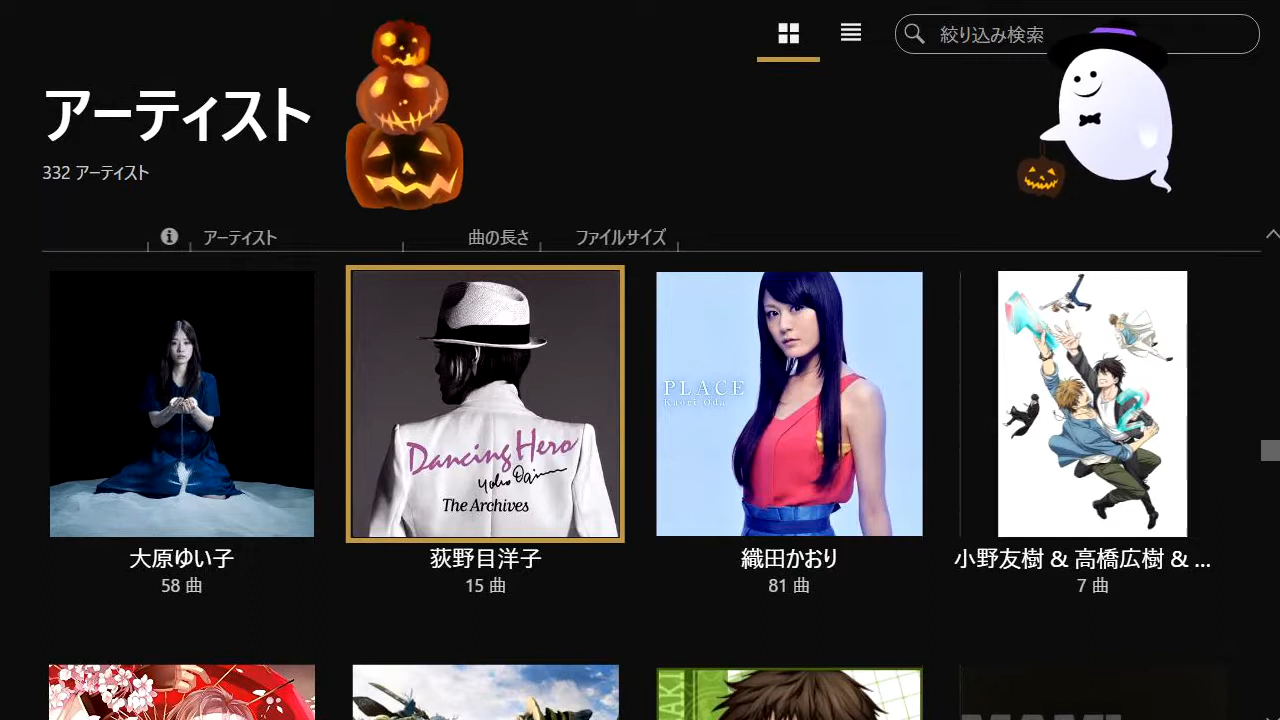 絞り込み検索
アーティスト
332 アーティスト
アーティスト 曲の長さ ファイルサイズ
Dancing Hero
The Archives
PLACE
Kaori Oda
2
大原ゆい子
58 曲
荻野目洋子
15 曲
織田かおり
81 曲
小野友樹 & 高橋広樹 & ...
7 曲